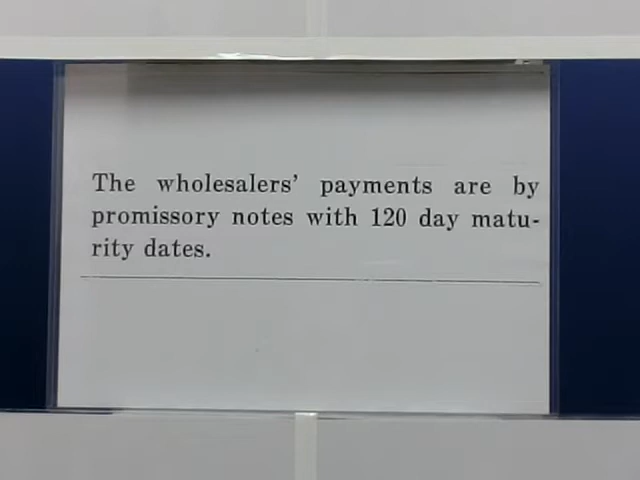 The wholesalers' payments are by
promissory notes with 120 day matu-
rity dates.